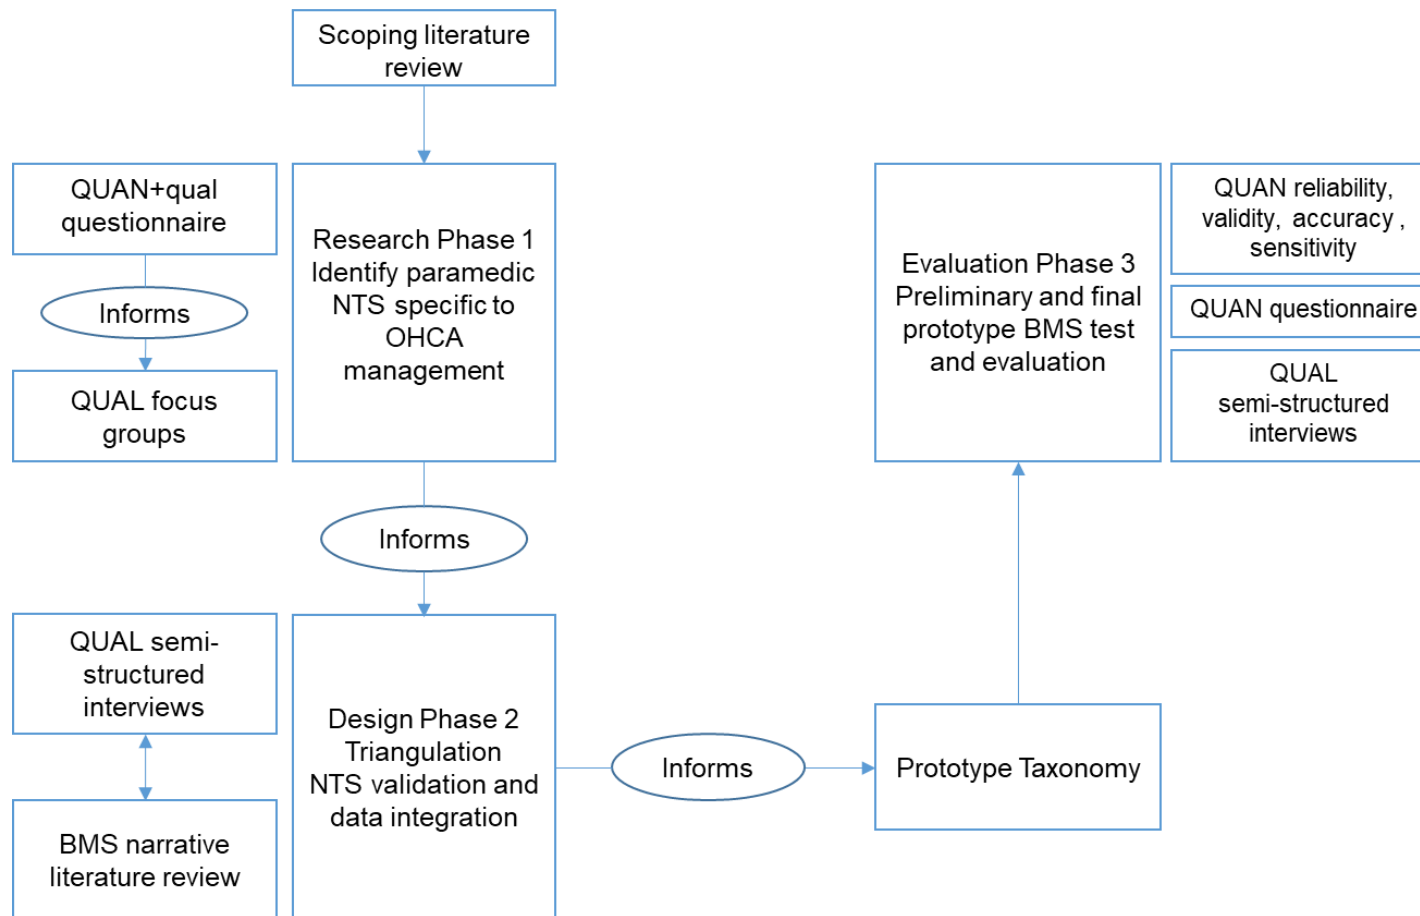 Scoping literature
review
QUAN+qual
questionnaire
Informs
QUAL focus
groups
Research Phase 1
Identify paramedic
NTS specific to
OHCA
management
Informs
QUAL semi-
structured
interviews
BMS narrative
literature review
Design Phase 2
Triangulation
NTS validation and
data integration
Informs
Prototype Taxonomy
Evaluation Phase 3
Preliminary and final
prototype BMS test
and evaluation
QUAN reliability,
validity, accuracy ,
sensitivity
QUAN questionnaire
QUAL
semi-structured
interviews